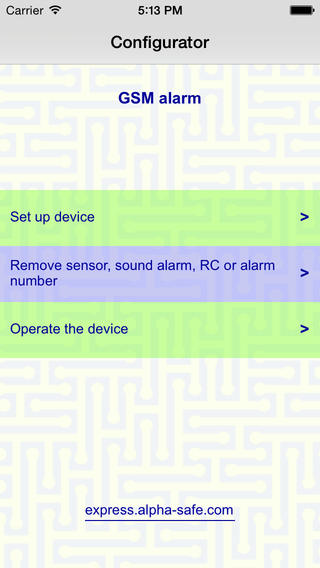 Carrier 5:13 PM
Configurator
GSM alarm
Set up device >
Remove sensor, sound alarm, RC or alarm
number >
Operate the device >
express.alpha-safe.com